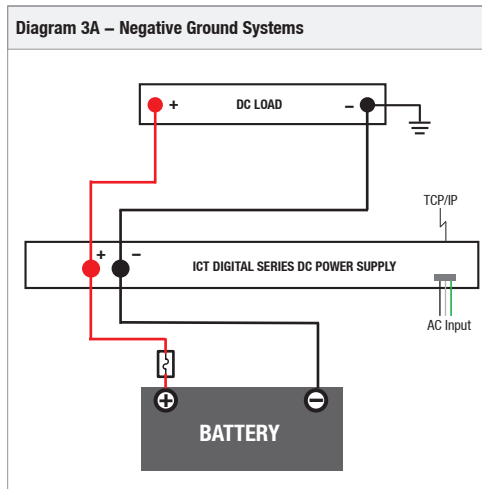 Diagram 3A – Negative Ground Systems
+ DC LOAD –
TCP/IP
+ –
ICT DIGITAL SERIES DC POWER SUPPLY
AC Input
+ –
BATTERY